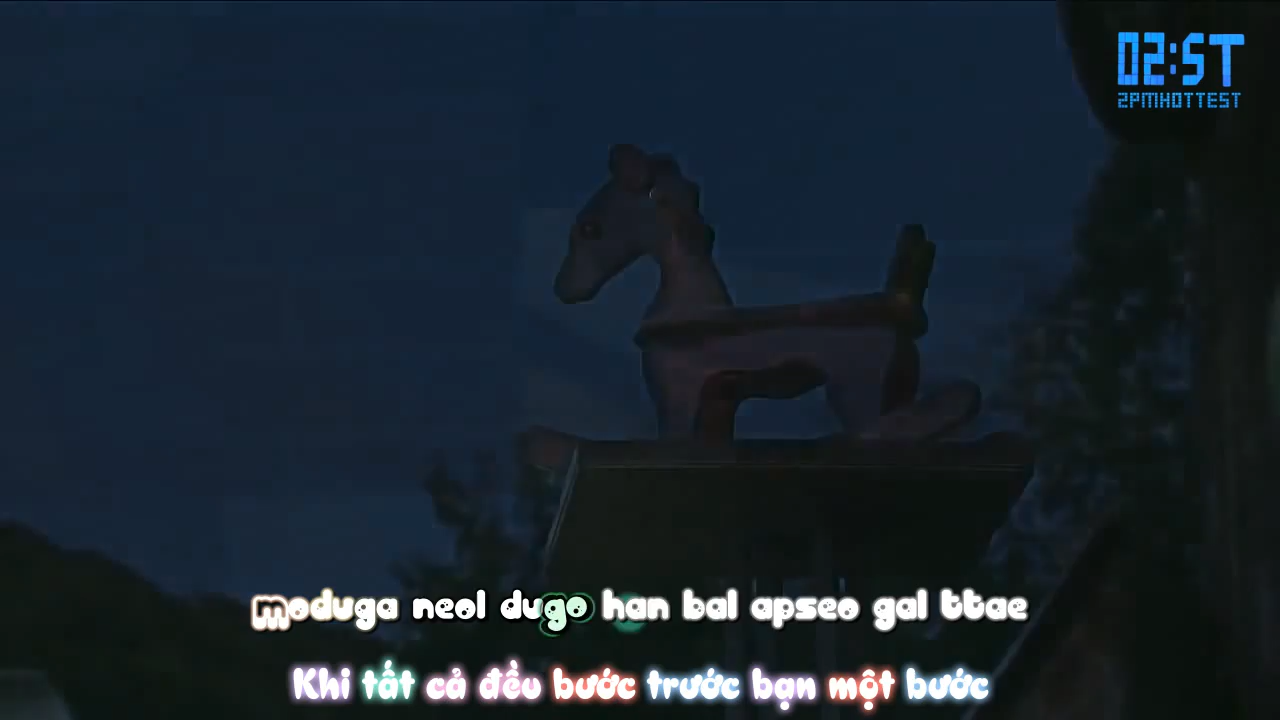 02:ST
2PMHOTTEST
moduga neol dugo han bal apseo gal ttae
Khi tất cả đều bước trước bạn một bước